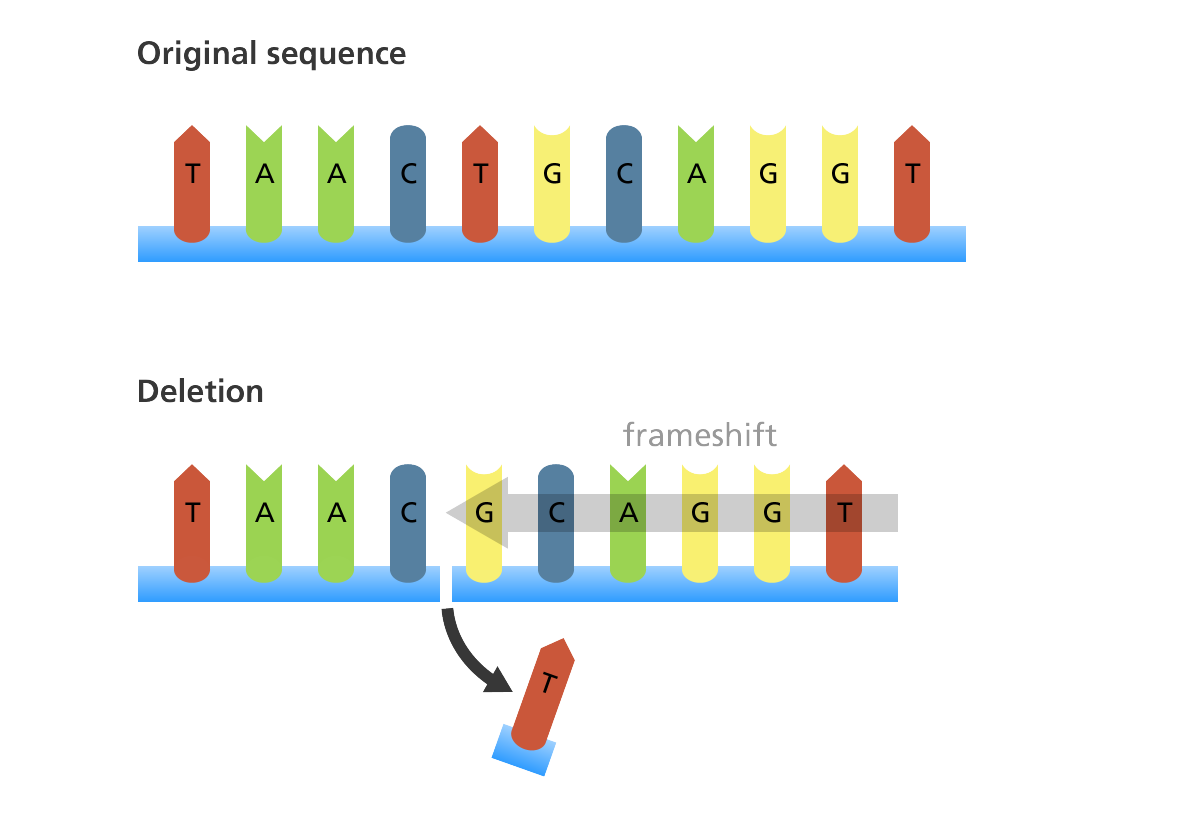 Original sequence
T A A C T G C A G G T
Deletion
frameshift
T A A C G C A G G T
T